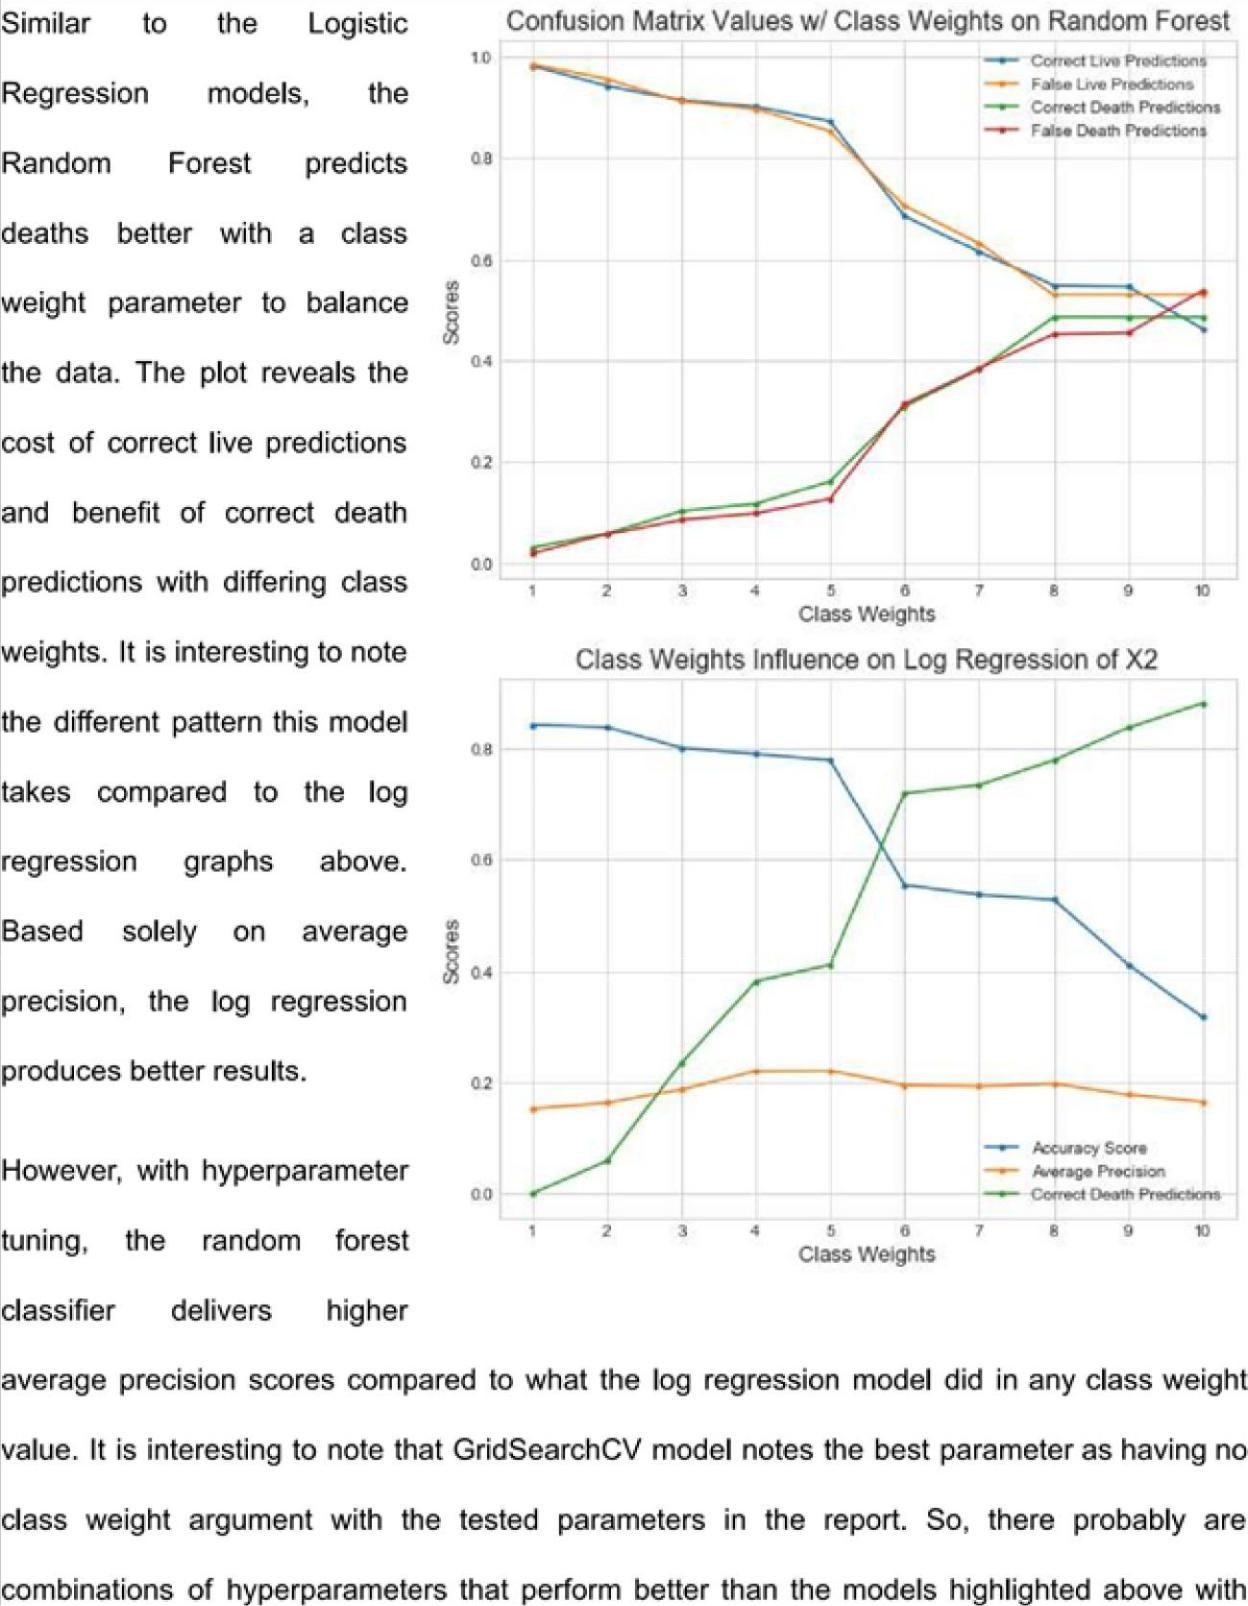 Similar to the Logistic
Regression models, the
Random Forest predicts
deaths better with a class
weight parameter to balance
the data. The plot reveals the
cost of correct live predictions
and benefit of correct death
predictions with differing class
weights. It is interesting to note
the different pattern this model
takes compared to the log
regression graphs above.
Based solely on average
precision, the log regression
produces better results.
Confusion Matrix Values w/ Class Weights on Random Forest
Correct Live Predictions
False Live Predictions
Correct Death Predictions
False Death Predictions
1.0
0.8
0.6
0.4
0.2
0.0
Scores
1 2 3 4 5 6 7 8 9 10
Class Weights
Class Weights Influence on Log Regression of X2
0.8
0.6
0.4
0.2
0.0
Scores
Accuracy Score
Average Precision
Correct Death Predictions
1 2 3 4 5 6 7 8 9 10
Class Weights
However, with hyperparameter
tuning, the random forest
classifier delivers higher
average precision scores compared to what the log regression model did in any class weight
value. It is interesting to note that GridSearchCV model notes the best parameter as having no
class weight argument with the tested parameters in the report. So, there probably are
combinations of hyperparameters that perform better than the models highlighted above with